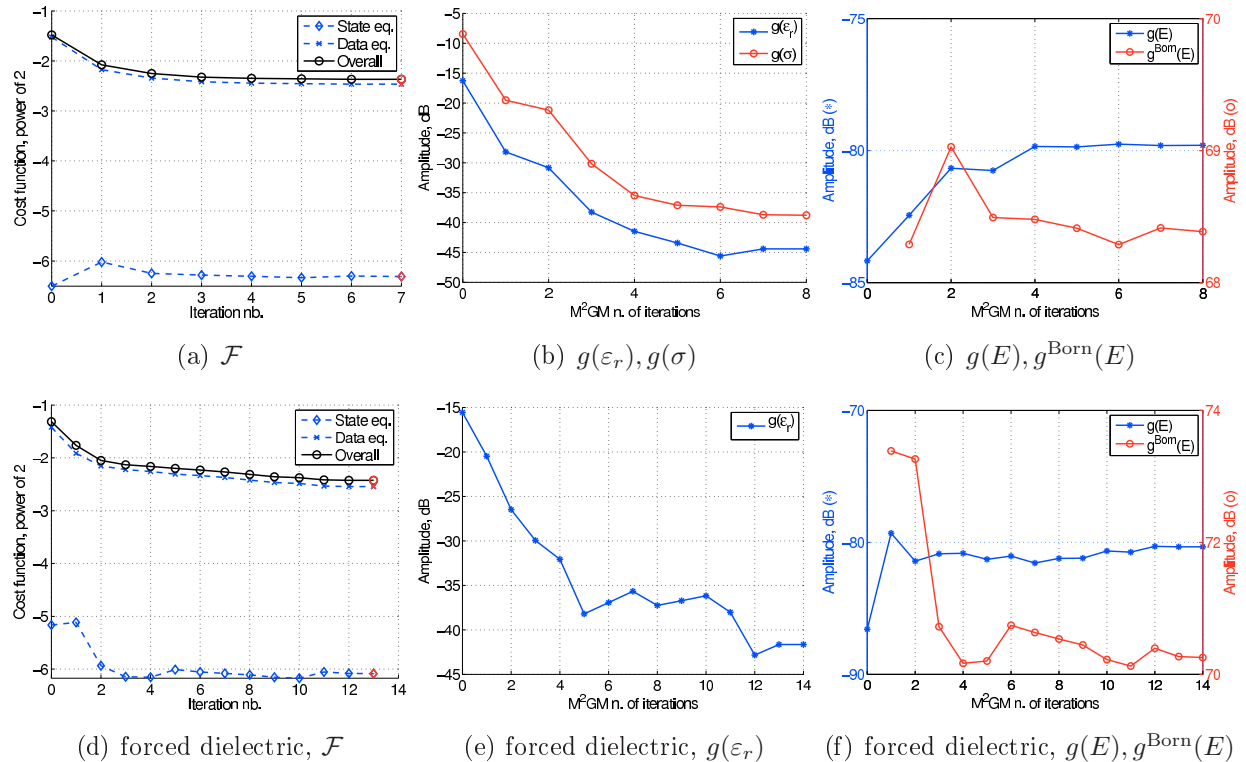 State eq.
Data eq.
Overall
−1
−2
−3
−4
−5
−6
Cost function, power of 2
0 1 2 3 4 5 6 7
Iteration nb.
(a) F
g(ε_r)
g(σ)
−5
−10
−15
−20
−25
−30
−35
−40
−45
−50
Amplitude, dB
0 2 4 6 8
M²GM n. of iterations
(b) g(ε_r), g(σ)
g(E)
g^Born(E)
−75
−80
−85
Amplitude, dB (*)
70
69
68
Amplitude, dB (o)
0 2 4 6 8
M²GM n. of iterations
(c) g(E), g^Born(E)
State eq.
Data eq.
Overall
−1
−2
−3
−4
−5
−6
Cost function, power of 2
0 2 4 6 8 10 12 14
Iteration nb.
(d) forced dielectric, F
g(ε_r)
−15
−20
−25
−30
−35
−40
−45
Amplitude, dB
0 2 4 6 8 10 12 14
M²GM n. of iterations
(e) forced dielectric, g(ε_r)
g(E)
g^Born(E)
−70
−80
−90
Amplitude, dB (*)
74
72
70
Amplitude, dB (o)
0 2 4 6 8 10 12 14
M²GM n. of iterations
(f) forced dielectric, g(E), g^Born(E)